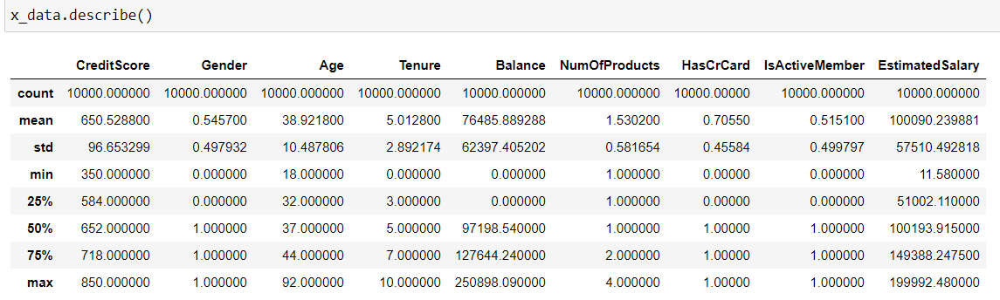 x_data.describe()
CreditScore Gender Age Tenure Balance NumOfProducts HasCrCard IsActiveMember EstimatedSalary
count 10000.000000 10000.000000 10000.000000 10000.000000 10000.000000 10000.000000 10000.00000 10000.000000 10000.000000
mean 650.528800 0.545700 38.921800 5.012800 76485.889288 1.530200 0.70550 0.515100 100090.239881
std 96.653299 0.497932 10.487806 2.892174 62397.405202 0.581654 0.45584 0.499797 57510.492818
min 350.000000 0.000000 18.000000 0.000000 0.000000 1.000000 0.00000 0.000000 11.580000
25% 584.000000 0.000000 32.000000 3.000000 0.000000 1.000000 0.00000 0.000000 51002.110000
50% 652.000000 1.000000 37.000000 5.000000 97198.540000 1.000000 1.00000 1.000000 100193.915000
75% 718.000000 1.000000 44.000000 7.000000 127644.240000 2.000000 1.00000 1.000000 149388.247500
max 850.000000 1.000000 92.000000 10.000000 250898.090000 4.000000 1.00000 1.000000 199992.480000